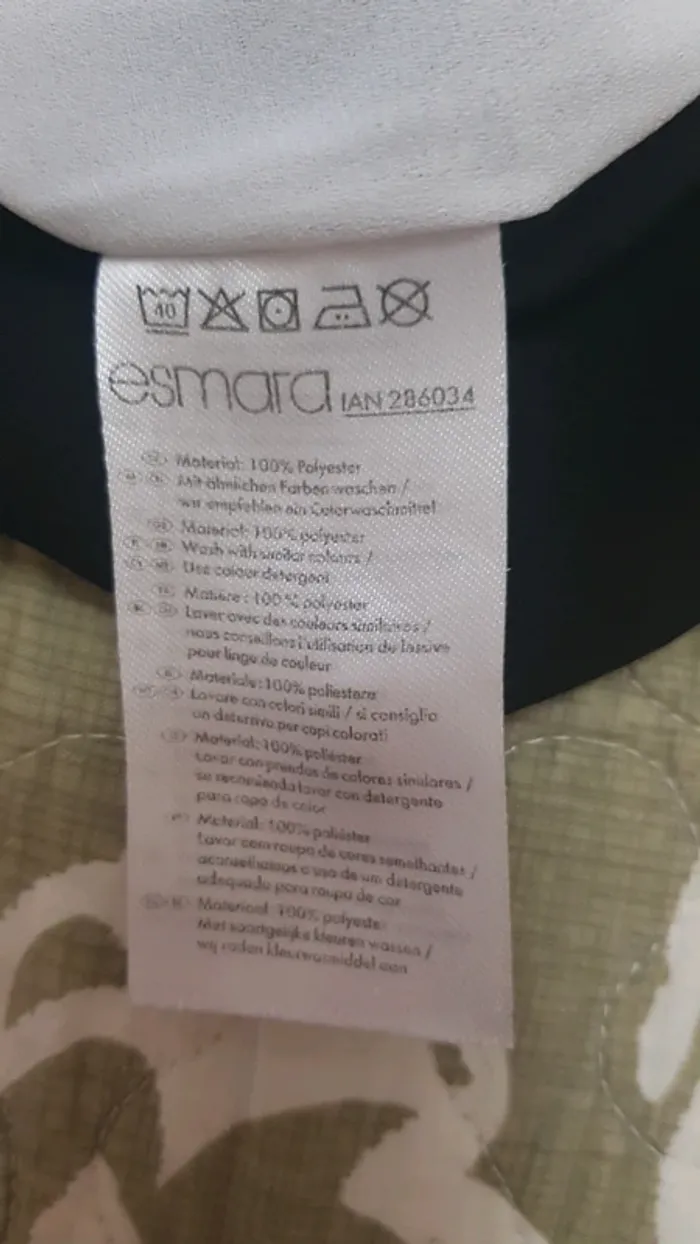 40
esmara IAN 286034
Material: 100% Polyester
Mit ähnlichen Farben waschen /
wir empfehlen ein Colorwaschmittel
Material: 100% polyester
Wash with similar colours /
Use colour detergent
Matière: 100% polyester
Laver avec des couleurs similaires /
nous conseillons l'utilisation de lessive
pour linge de couleur
Materiale: 100% poliestere
Lavare con colori simili / si consiglia
un detersivo per capi colorati
Material: 100% poliéster
Lavar con prendas de colores similares /
se recomienda lavar con detergente
para ropa de color
Material: 100% poliéster
Lavar com roupa de cores semelhantes /
aconselhamos o uso de um detergente
adequado para roupa de cor
Materiaal: 100% polyester
Met soortgelijke kleuren wassen /
wij raden kleurwasmiddel aan